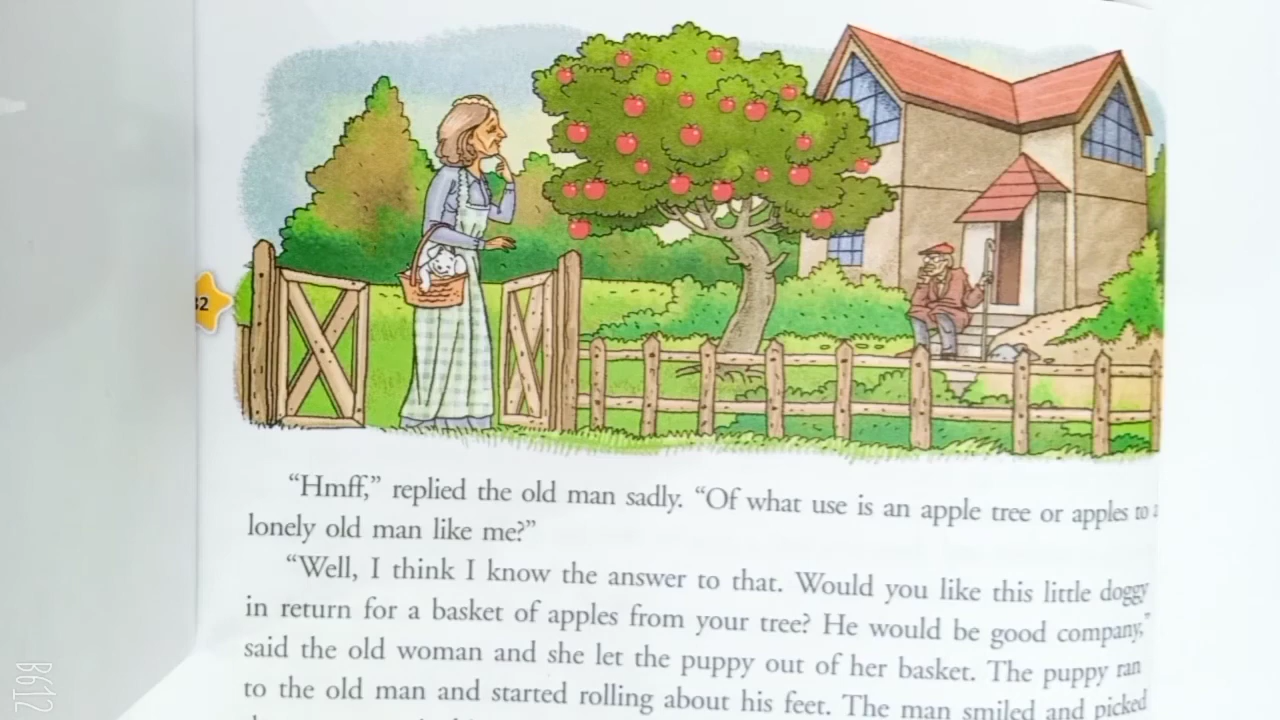 32
"Hmff," replied the old man sadly. "Of what use is an apple tree or apples to a
lonely old man like me?"
"Well, I think I know the answer to that. Would you like this little doggy
in return for a basket of apples from your tree? He would be good company,"
said the old woman and she let the puppy out of her basket. The puppy ran
to the old man and started rolling about his feet. The man smiled and picked
B612